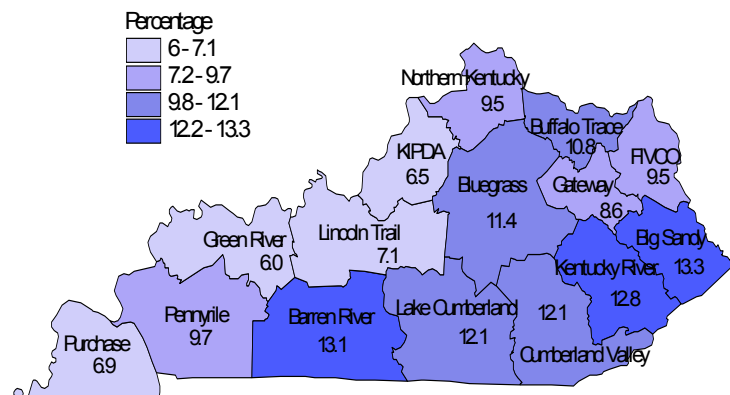 Percentage
6 - 7.1
7.2 - 9.7
9.8 - 12.1
12.2 - 13.3
Northern Kentucky
9.5
Buffalo Trace
10.8
FIVCO
9.5
KIPDA
6.5
Bluegrass
11.4
Gateway
8.6
Big Sandy
13.3
Green River
6.0
Lincoln Trail
7.1
Kentucky River
12.8
Pennyrile
9.7
Barren River
13.1
Lake Cumberland
12.1
12.1
Cumberland Valley
Purchase
6.9